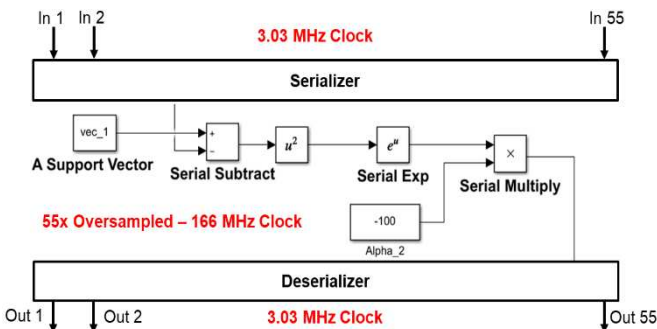 In 1 In 2 In 55
3.03 MHz Clock
Serializer
vec_1
+
−
u²
eᵘ
×
A Support Vector
Serial Subtract
Serial Exp
Serial Multiply
55x Oversampled – 166 MHz Clock
-100
Alpha_2
Deserializer
Out 1 Out 2 3.03 MHz Clock Out 55